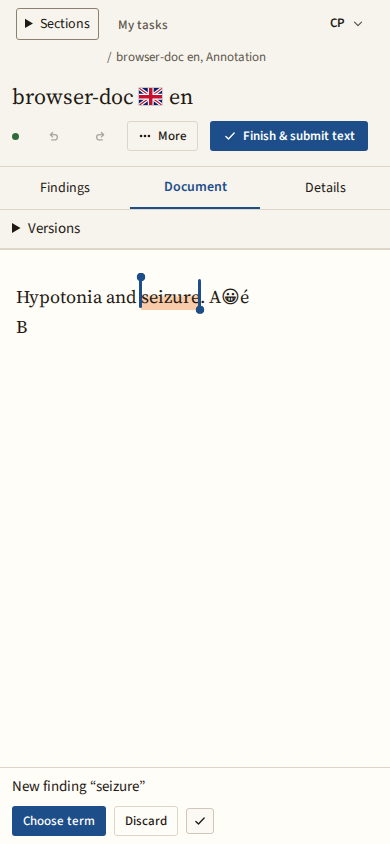 Sections
My tasks
CP
/ browser-doc en, Annotation
browser-doc 🇬🇧 en
More
Finish & submit text
Findings
Document
Details
Versions
Hypotonia and seizure. A😀é
B
New finding “seizure”
Choose term
Discard